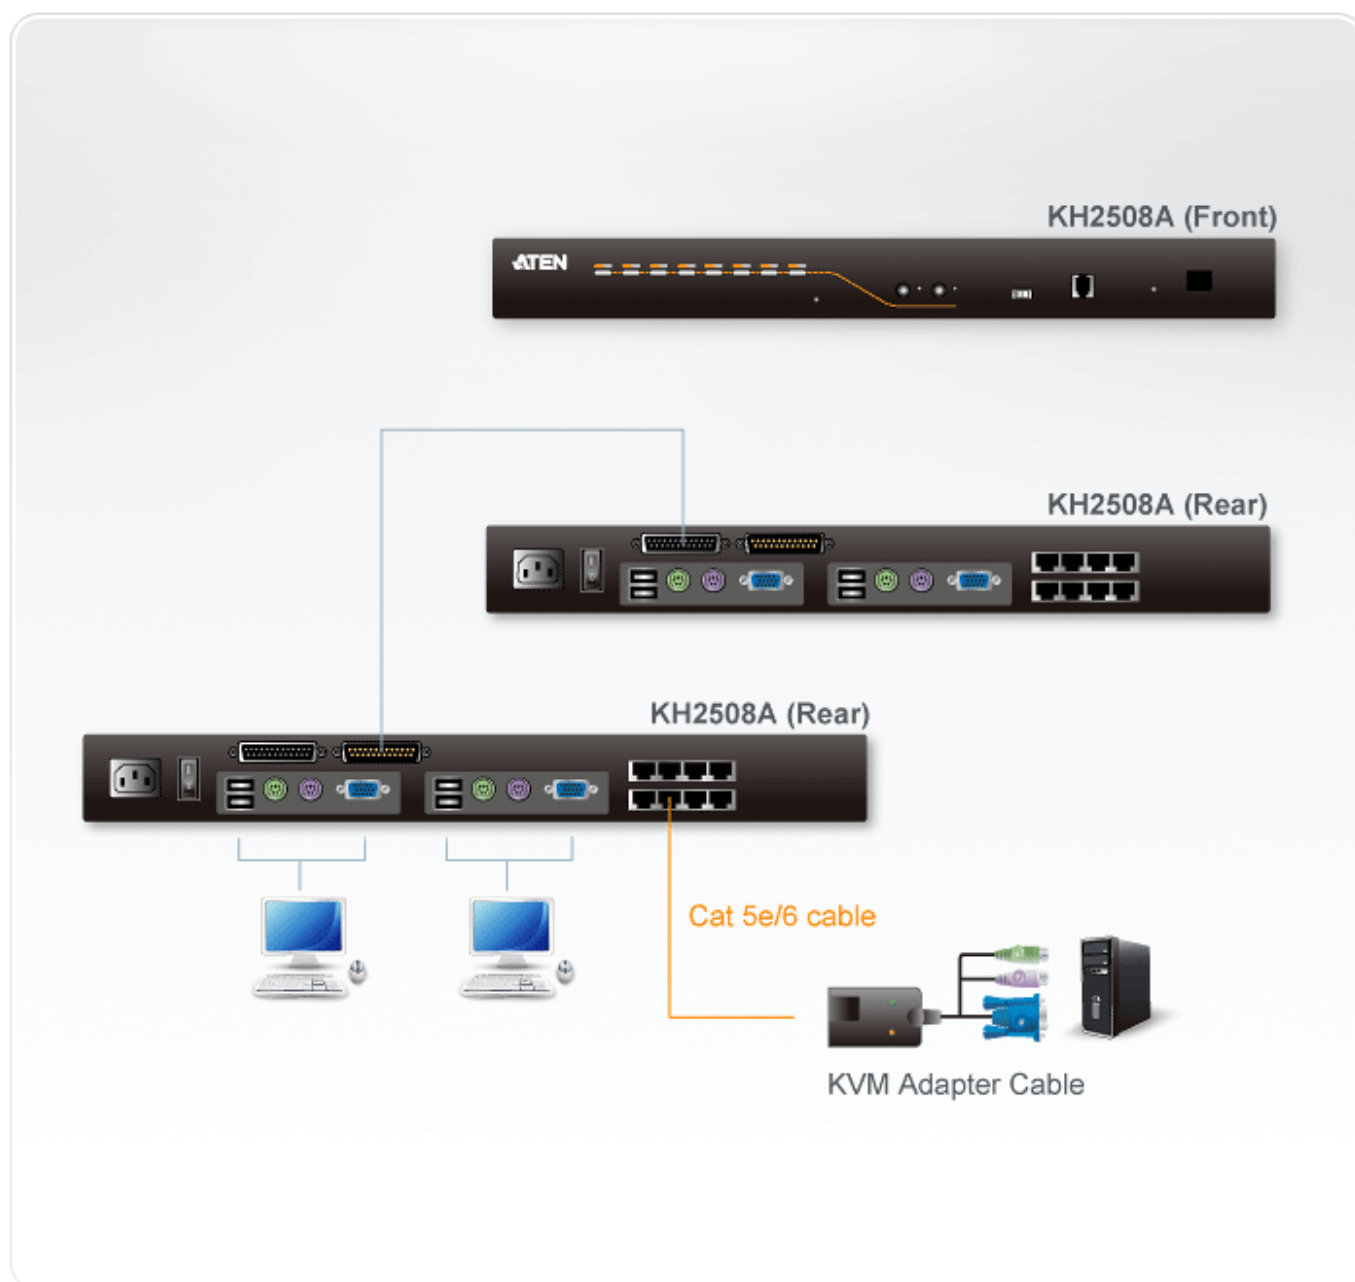 KH2508A (Front)
ATEN
KH2508A (Rear)
KH2508A (Rear)
Cat 5e/6 cable
KVM Adapter Cable